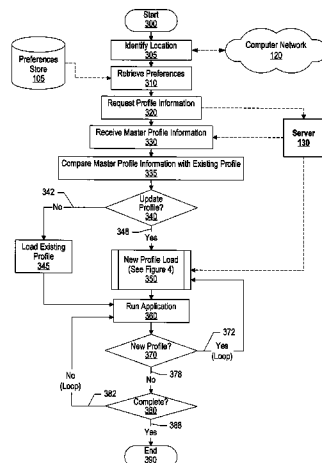 Start
300
Identify Location
305
Computer Network
120
Preferences
Store
105
Retrieve Preferences
310
Request Profile Information
320
Receive Master Profile Information
330
Server
130
Compare Master Profile Information with Existing Profile
335
342
No
Update
Profile?
340
348
Yes
Load Existing
Profile
345
New Profile Load
(See Figure 4)
350
Run Application
360
372
New Profile?
370
Yes
(Loop)
378
No
No
(Loop)
382
Complete?
380
388
Yes
End
390